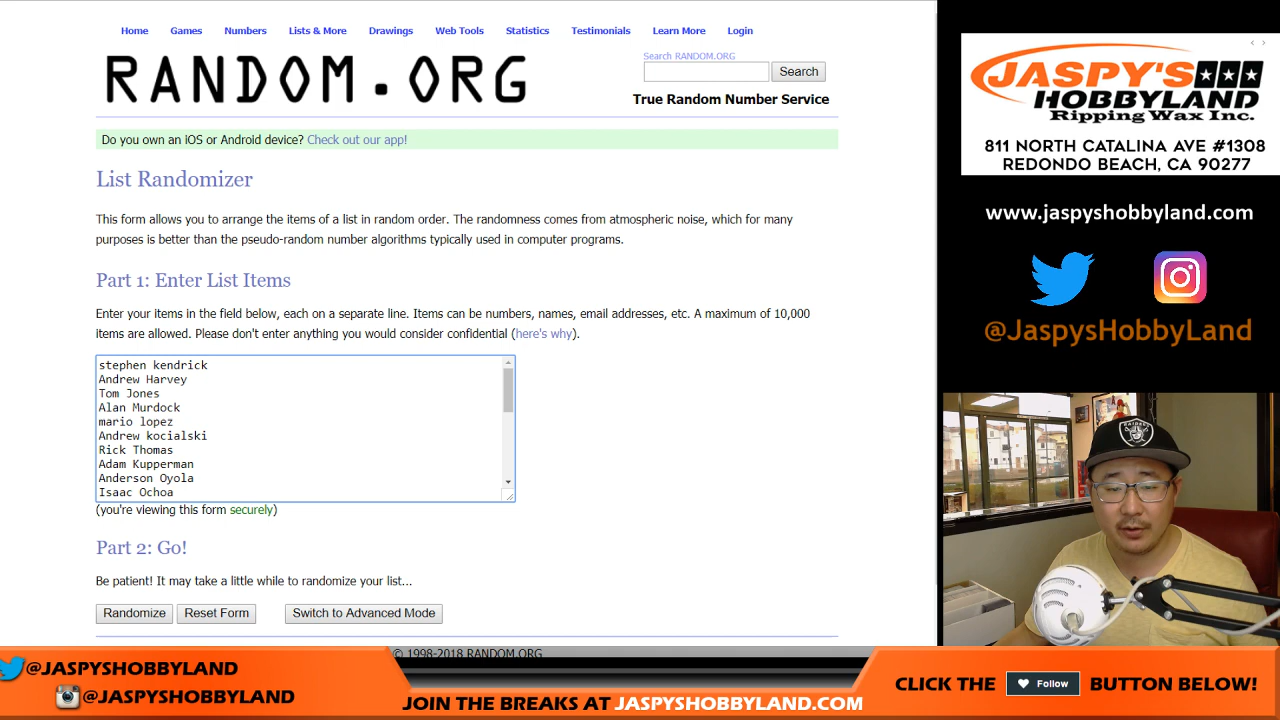 Home Games Numbers Lists & More Drawings Web Tools Statistics Testimonials Learn More Login
RANDOM.ORG
Search RANDOM.ORG
Search
True Random Number Service
Do you own an iOS or Android device? Check out our app!
List Randomizer
This form allows you to arrange the items of a list in random order. The randomness comes from atmospheric noise, which for many
purposes is better than the pseudo-random number algorithms typically used in computer programs.
Part 1: Enter List Items
Enter your items in the field below, each on a separate line. Items can be numbers, names, email addresses, etc. A maximum of 10,000
items are allowed. Please don't enter anything you would consider confidential (here's why).
stephen kendrick
Andrew Harvey
Tom Jones
Alan Murdock
mario lopez
Andrew kocialski
Rick Thomas
Adam Kupperman
Anderson Oyola
Isaac Ochoa
(you're viewing this form securely)
Part 2: Go!
Be patient! It may take a little while to randomize your list...
Randomize Reset Form Switch to Advanced Mode
© 1998-2018 RANDOM.ORG
JASPY'S
HOBBYLAND
Ripping Wax Inc.
811 NORTH CATALINA AVE #1308
REDONDO BEACH, CA 90277
www.jaspyshobbyland.com
@JaspysHobbyLand
RAIDERS
@JASPYSHOBBYLAND
@JASPYSHOBBYLAND
JOIN THE BREAKS AT JASPYSHOBBYLAND.COM
CLICK THE Follow BUTTON BELOW!